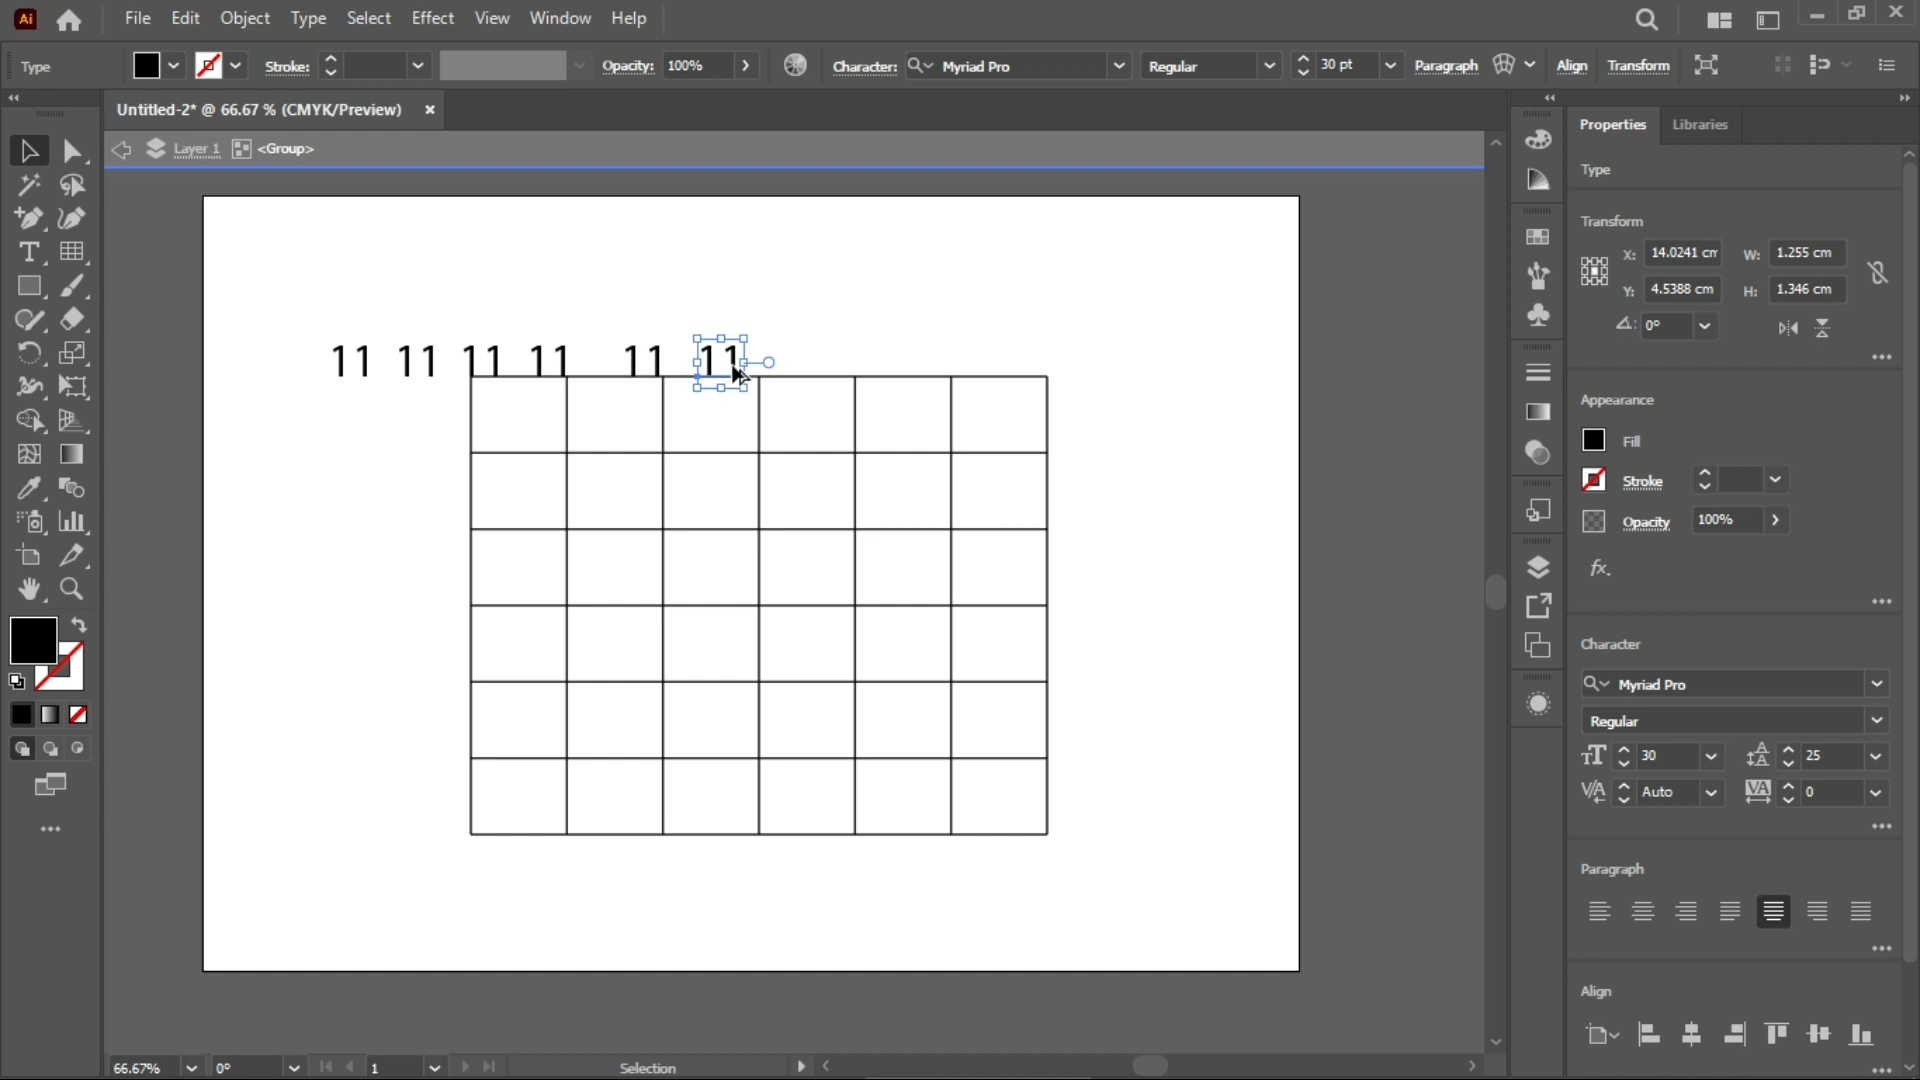 Ai File Edit Object Type Select Effect View Window Help
Type Stroke: Opacity: 100% Character: Myriad Pro Regular 30 pt Paragraph Align Transform
Untitled-2* @ 66.67 % (CMYK/Preview)
Layer 1 <Group>
11 11 11 11 11 11
66.67% 0° 1 Selection
Properties Libraries
Type
Transform
X: 14.0241 cm W: 1.255 cm
Y: 4.5388 cm H: 1.346 cm
0°
Appearance
Fill
Stroke
Opacity 100%
fx.
Character
Myriad Pro
Regular
30 25
Auto 0
Paragraph
Align